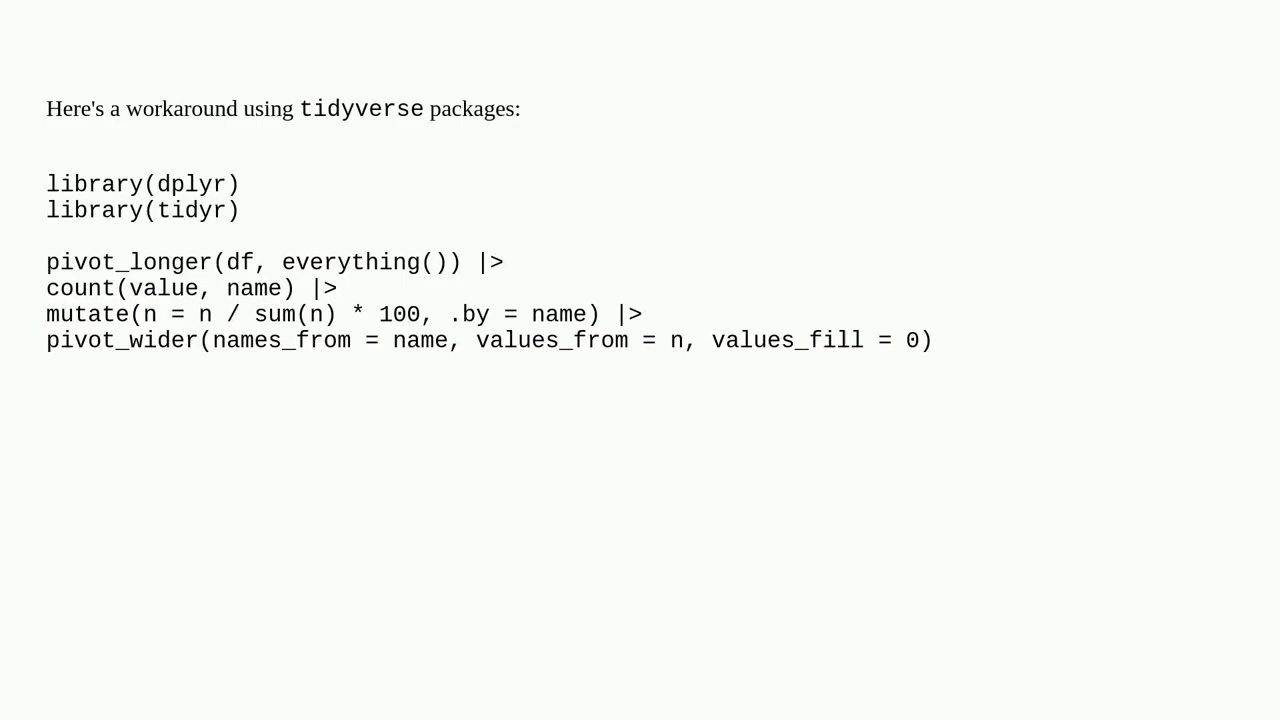 Here's a workaround using tidyverse packages:
library(dplyr)
library(tidyr)
pivot_longer(df, everything()) |>
count(value, name) |>
mutate(n = n / sum(n) * 100, .by = name) |>
pivot_wider(names_from = name, values_from = n, values_fill = 0)